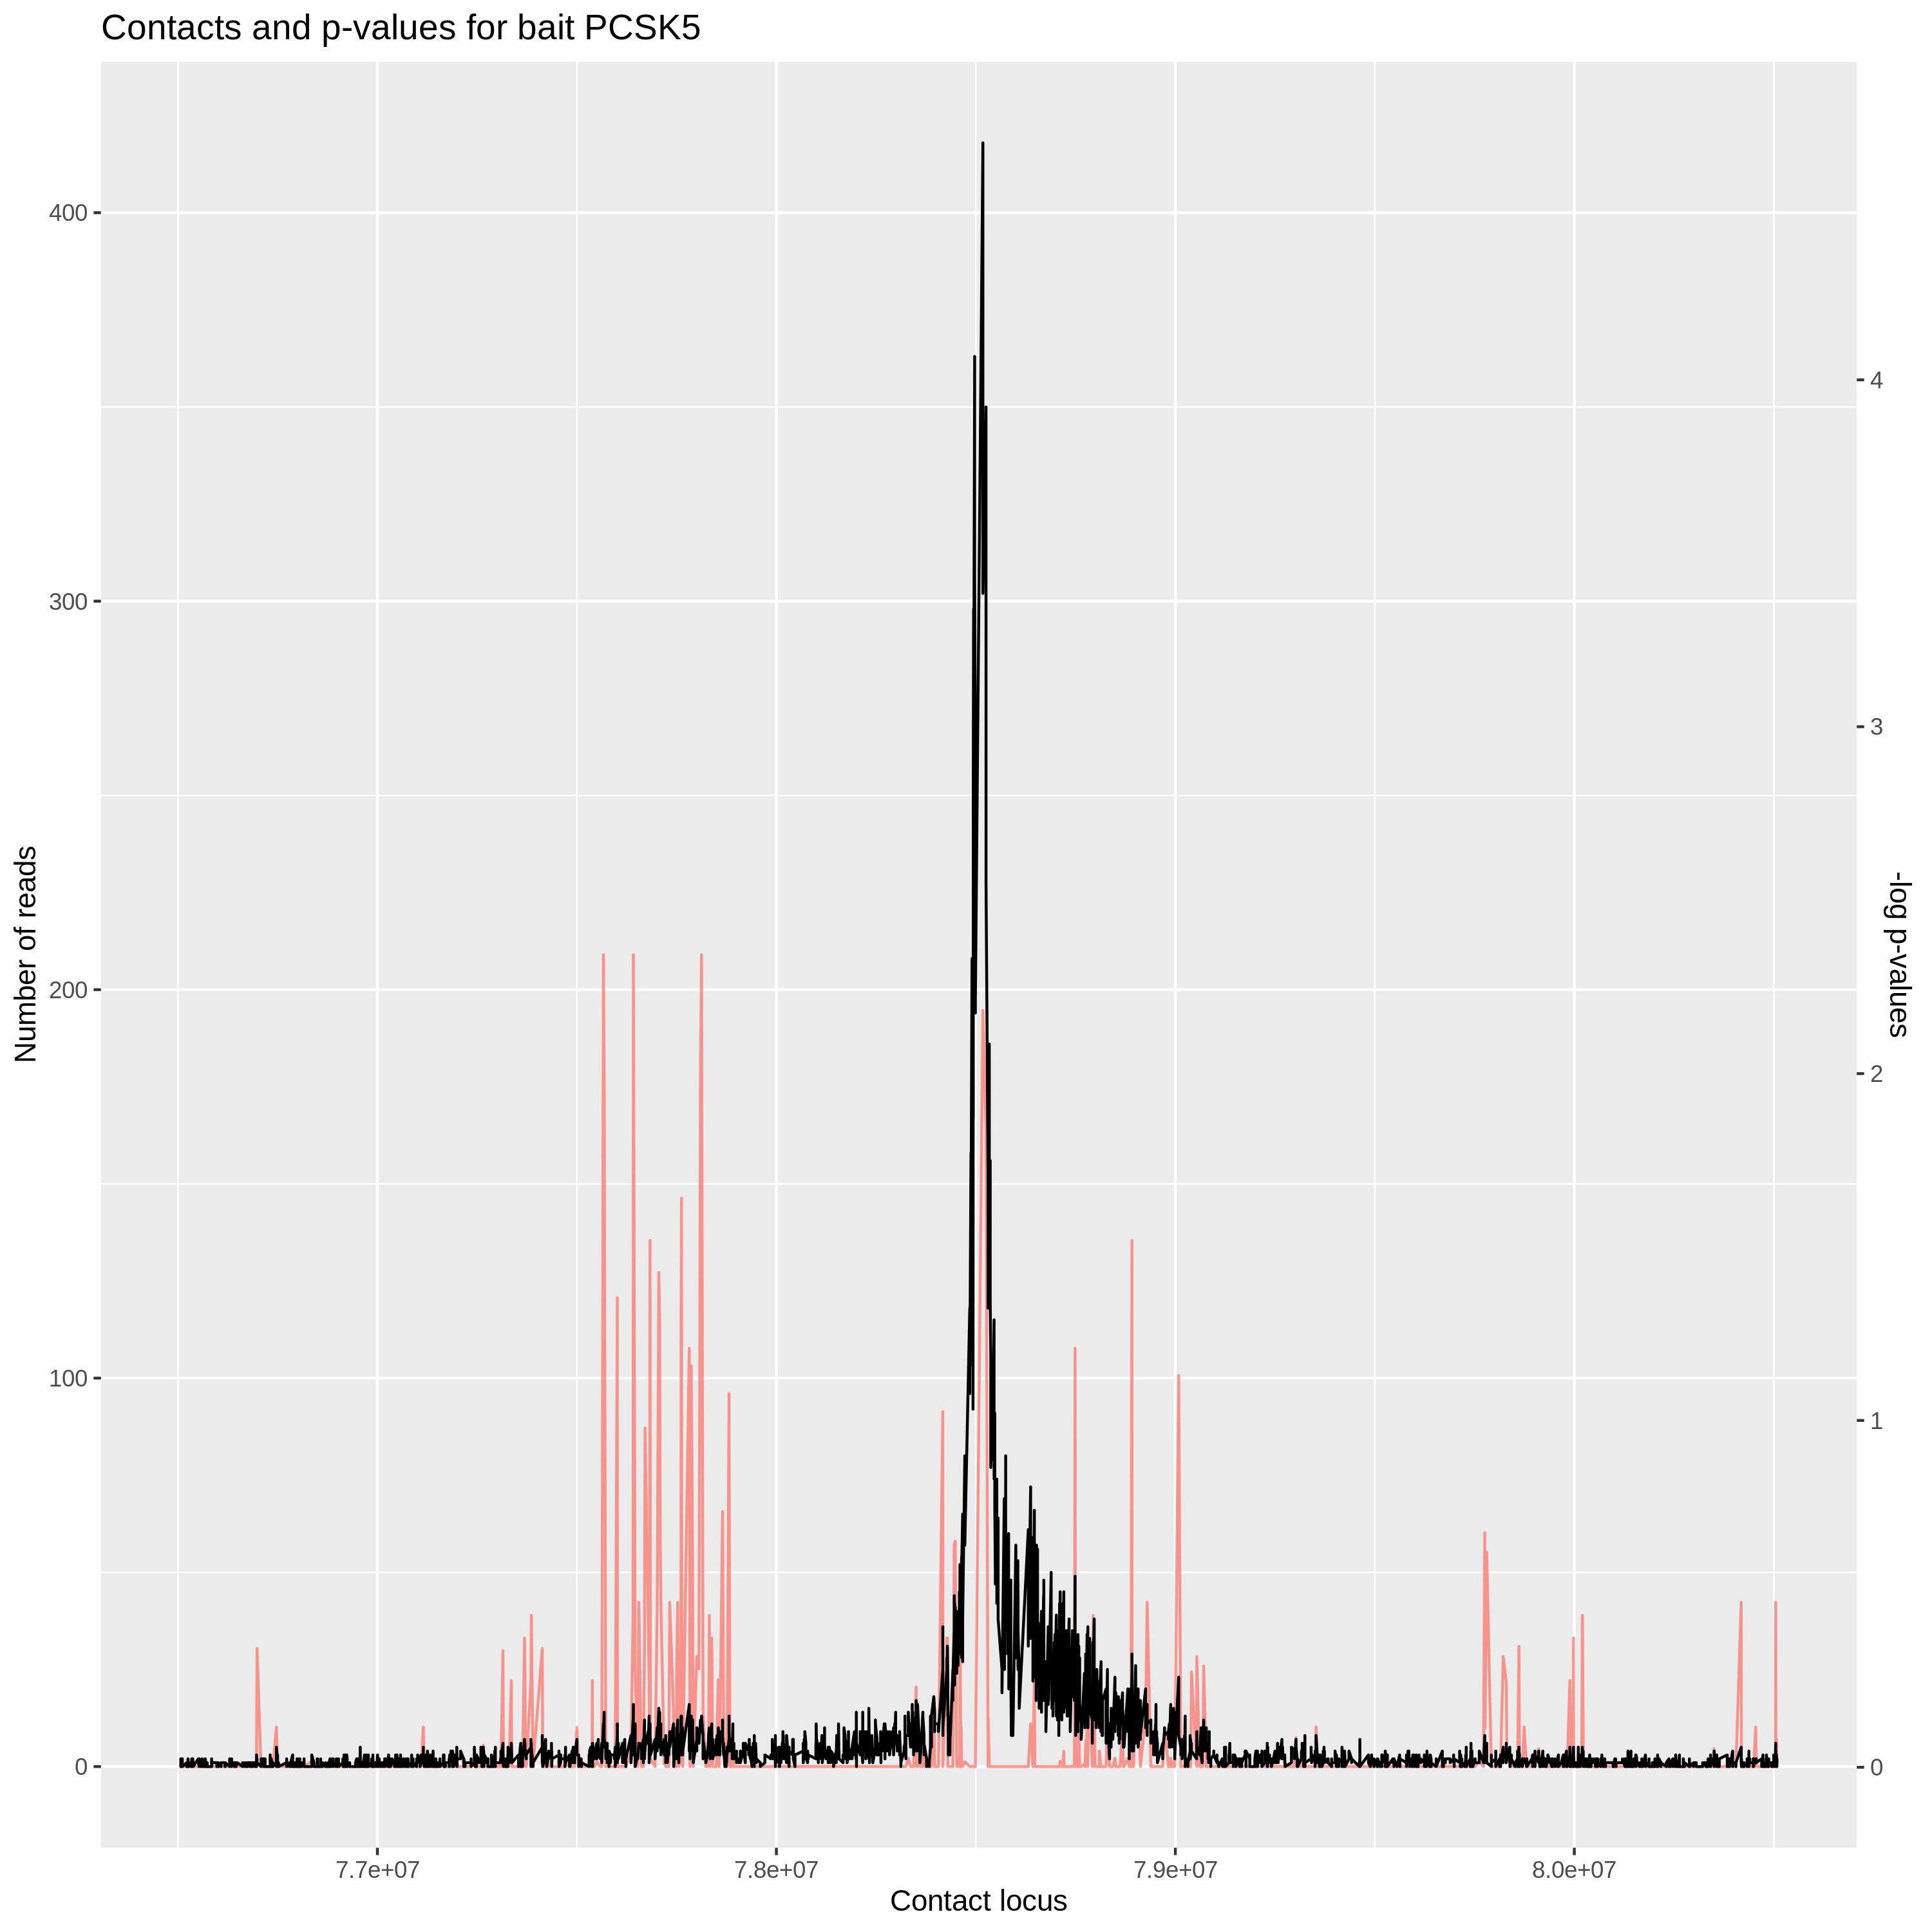 Contacts and p-values for bait PCSK5
400
300
200
100
0
Number of reads
4
3
2
1
0
-log p-values
7.7e+07 7.8e+07 7.9e+07 8.0e+07
Contact locus